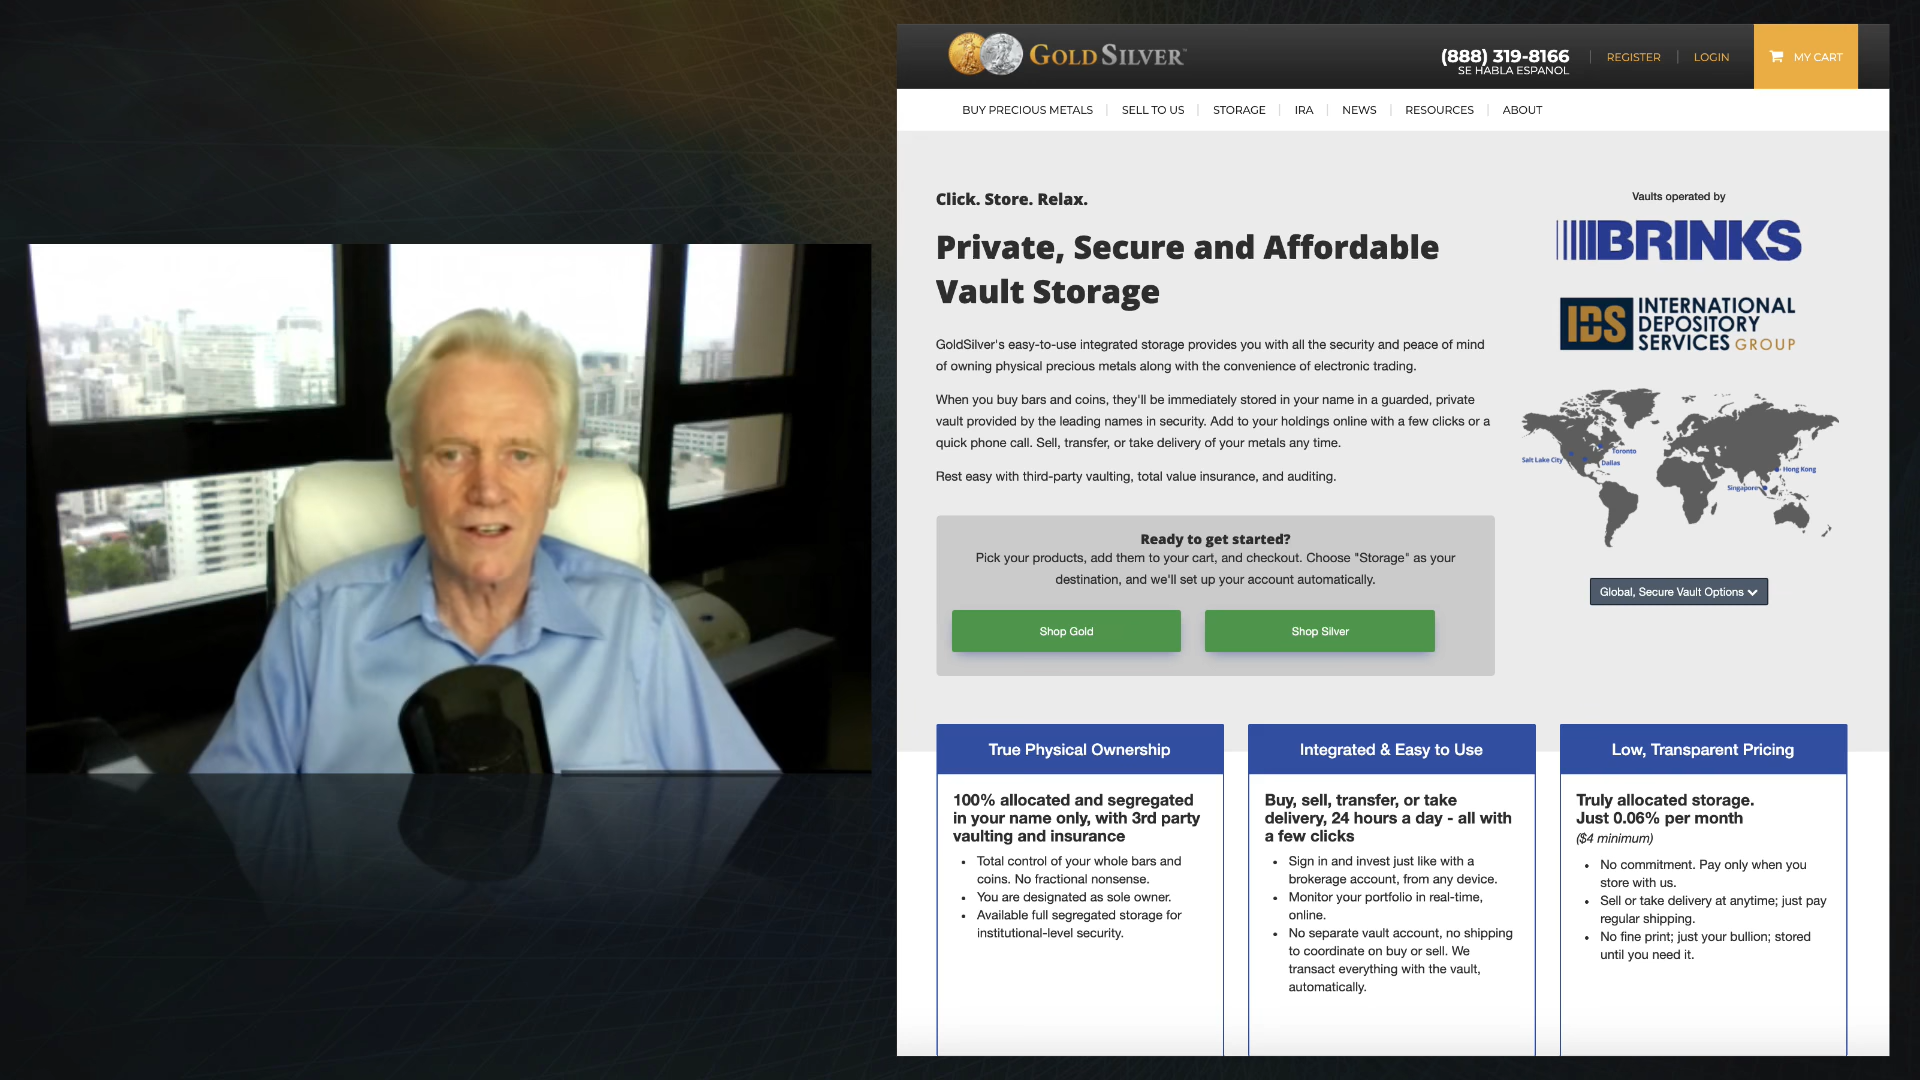 GOLDSILVER™
(888) 319-8166
SE HABLA ESPANOL
REGISTER
LOGIN
MY CART
BUY PRECIOUS METALS
SELL TO US
STORAGE
IRA
NEWS
RESOURCES
ABOUT
Click. Store. Relax.
Private, Secure and Affordable
Vault Storage
GoldSilver's easy-to-use integrated storage provides you with all the security and peace of mind
of owning physical precious metals along with the convenience of electronic trading.
When you buy bars and coins, they'll be immediately stored in your name in a guarded, private
vault provided by the leading names in security. Add to your holdings online with a few clicks or a
quick phone call. Sell, transfer, or take delivery of your metals any time.
Rest easy with third-party vaulting, total value insurance, and auditing.
Ready to get started?
Pick your products, add them to your cart, and checkout. Choose "Storage" as your
destination, and we'll set up your account automatically.
Shop Gold
Shop Silver
Vaults operated by
BRINKS
IDS
INTERNATIONAL
DEPOSITORY
SERVICES GROUP
Toronto
Salt Lake City
Dallas
Hong Kong
Singapore
Global, Secure Vault Options
True Physical Ownership
100% allocated and segregated
in your name only, with 3rd party
vaulting and insurance
• Total control of your whole bars and
coins. No fractional nonsense.
• You are designated as sole owner.
• Available full segregated storage for
institutional-level security.
Integrated & Easy to Use
Buy, sell, transfer, or take
delivery, 24 hours a day - all with
a few clicks
• Sign in and invest just like with a
brokerage account, from any device.
• Monitor your portfolio in real-time,
online.
• No separate vault account, no shipping
to coordinate on buy or sell. We
transact everything with the vault,
automatically.
Low, Transparent Pricing
Truly allocated storage.
Just 0.06% per month
($4 minimum)
• No commitment. Pay only when you
store with us.
• Sell or take delivery at anytime; just pay
regular shipping.
• No fine print; just your bullion; stored
until you need it.